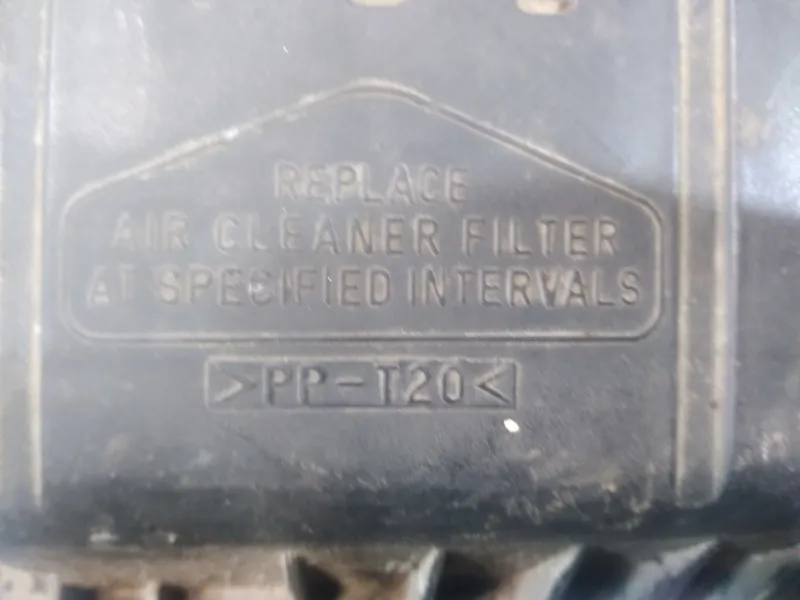 REPLACE
AIR CLEANER FILTER
AT SPECIFIED INTERVALS
>PP-T20<